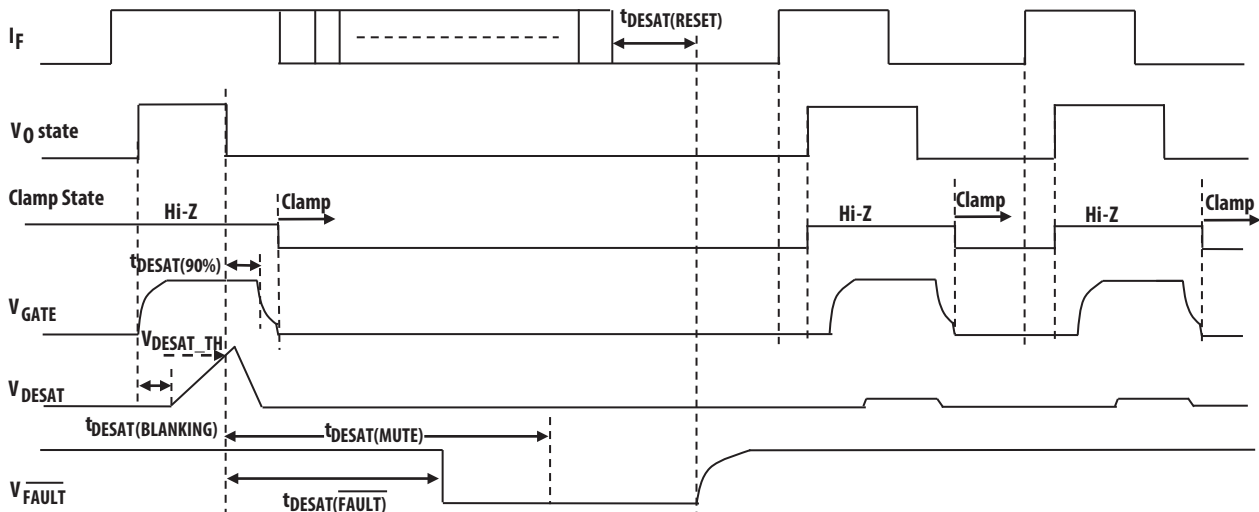 tDESAT(RESET)
IF
VO state
Clamp State
Hi-Z
Clamp
Hi-Z
Clamp
Hi-Z
Clamp
tDESAT(90%)
VGATE
VDESAT_TH
VDESAT
tDESAT(BLANKING)
tDESAT(MUTE)
VFAULT
tDESAT(FAULT)